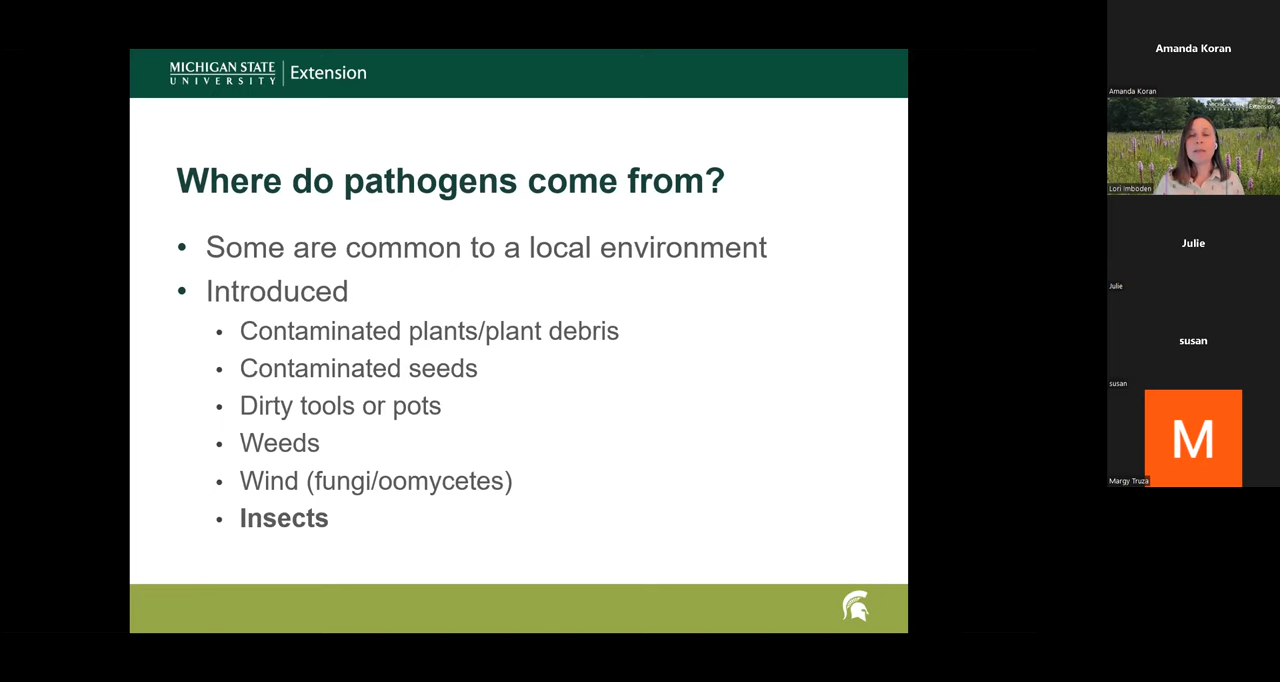 MICHIGAN STATE
UNIVERSITY
Extension
Where do pathogens come from?
• Some are common to a local environment
• Introduced
• Contaminated plants/plant debris
• Contaminated seeds
• Dirty tools or pots
• Weeds
• Wind (fungi/oomycetes)
• Insects
Amanda Koran
Amanda Koran
Extension
Lori Imboden
Julie
Julie
susan
susan
M
Margy Truza